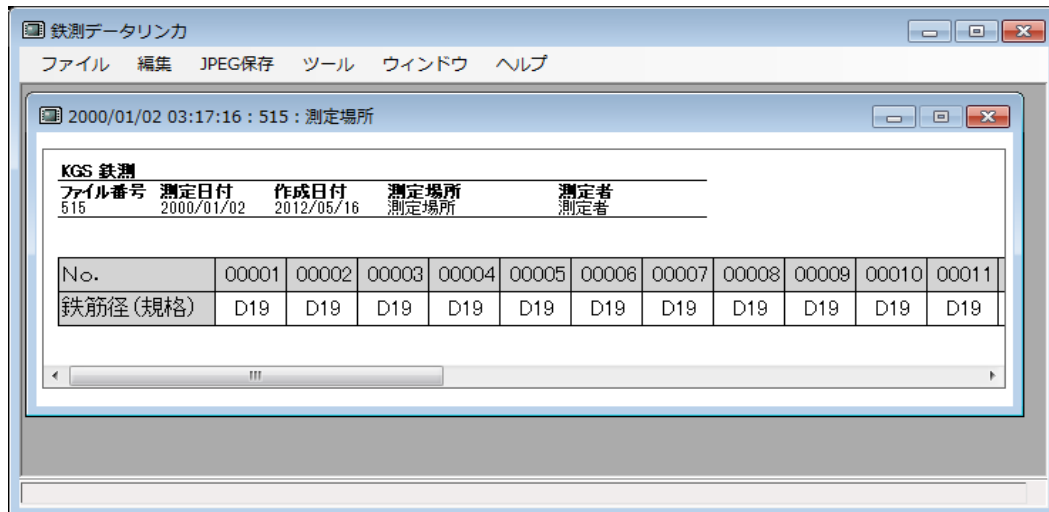 鉄測データリンカ
ファイル 編集 JPEG保存 ツール ウィンドウ ヘルプ
2000/01/02 03:17:16 : 515 : 測定場所
KGS 鉄測
ファイル番号 測定日付 作成日付 測定場所 測定者
515 2000/01/02 2012/05/16 測定場所 測定者
No. 00001 00002 00003 00004 00005 00006 00007 00008 00009 00010 00011
鉄筋径(規格) D19 D19 D19 D19 D19 D19 D19 D19 D19 D19 D19